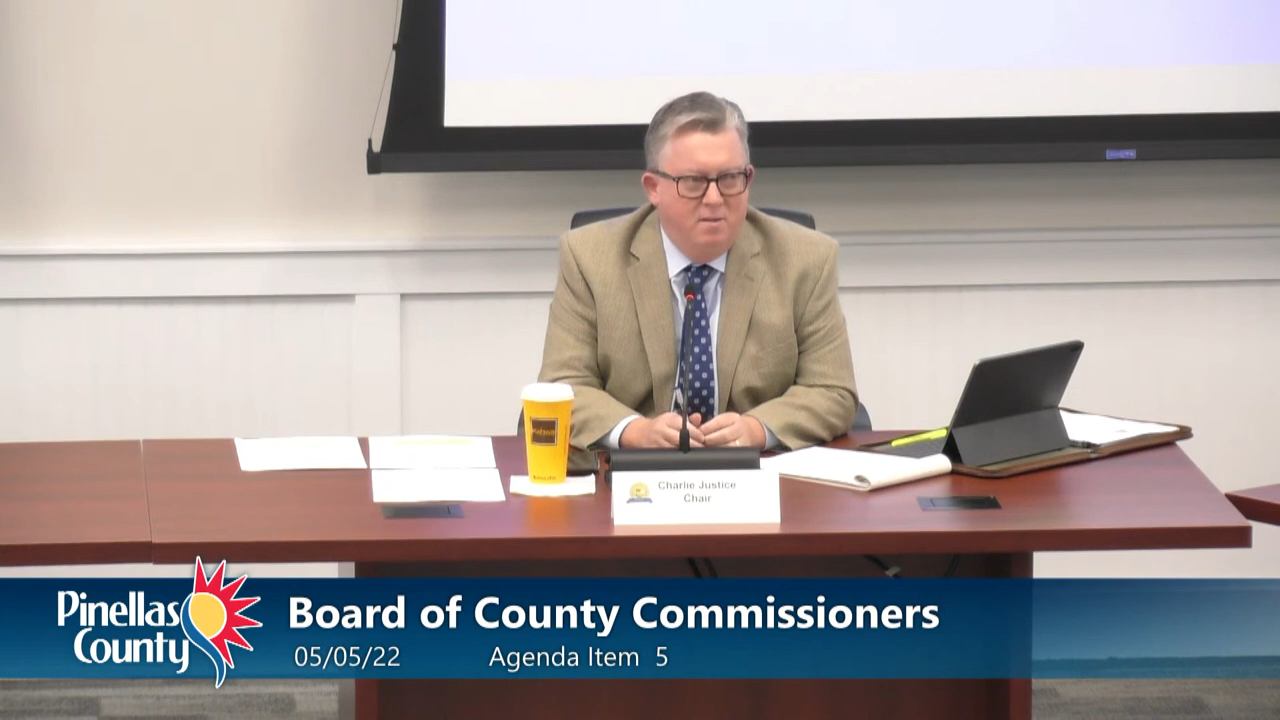 Charlie Justice
Chair
Pinellas
County
Board of County Commissioners
05/05/22
Agenda Item 5